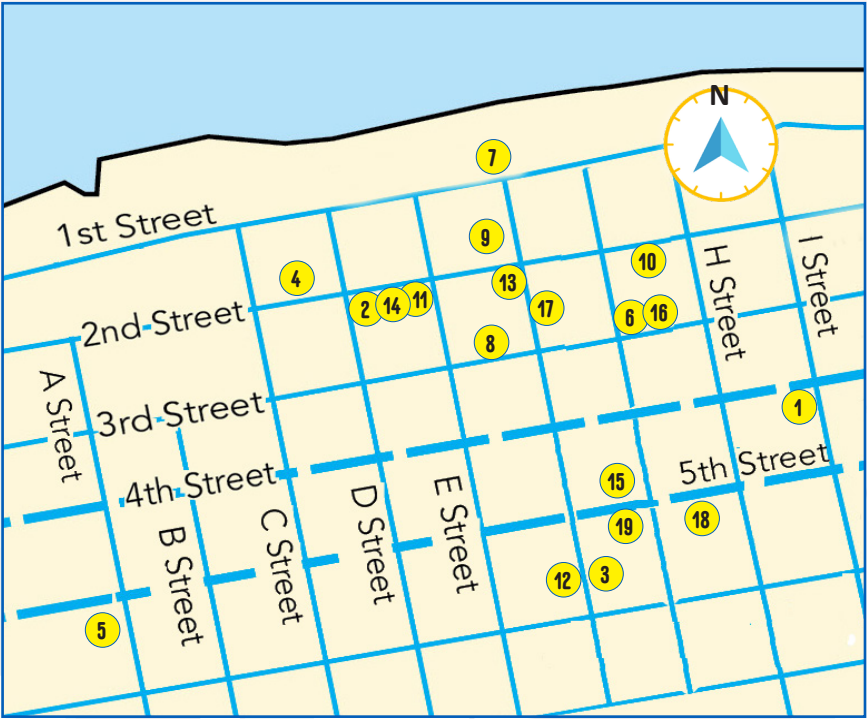 N
7
1st Street
9
4
10
H Street
I Street
13
2
14
11
17
6
16
2nd Street
8
A Street
3rd Street
1
4th Street
5th Street
15
D Street
E Street
C Street
18
19
B Street
12
3
5